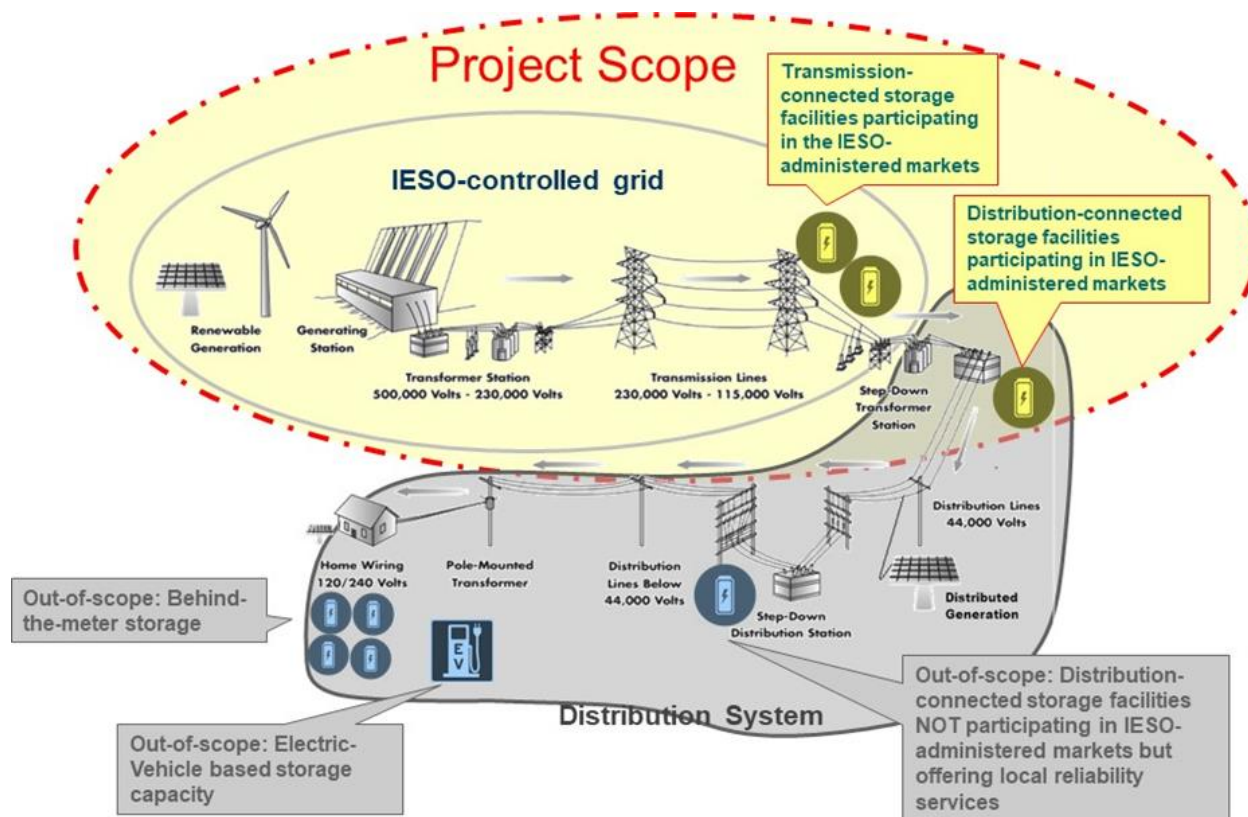 Project Scope
Transmission-
connected storage
facilities participating
in the IESO-
administered markets
IESO-controlled grid
Distribution-connected
storage facilities
participating in IESO-
administered markets
Renewable
Generation
Generating
Station
Transformer Station
500,000 Volts - 230,000 Volts
Transmission Lines
230,000 Volts - 115,000 Volts
Step-Down
Transformer
Station
Distribution Lines
44,000 Volts
Home Wiring
120/240 Volts
Pole-Mounted
Transformer
Distribution
Lines Below
44,000 Volts
Step-Down
Distribution Station
Distributed
Generation
Out-of-scope: Behind-
the-meter storage
EV
Distribution System
Out-of-scope: Electric-
Vehicle based storage
capacity
Out-of-scope: Distribution-
connected storage facilities
NOT participating in IESO-
administered markets but
offering local reliability
services